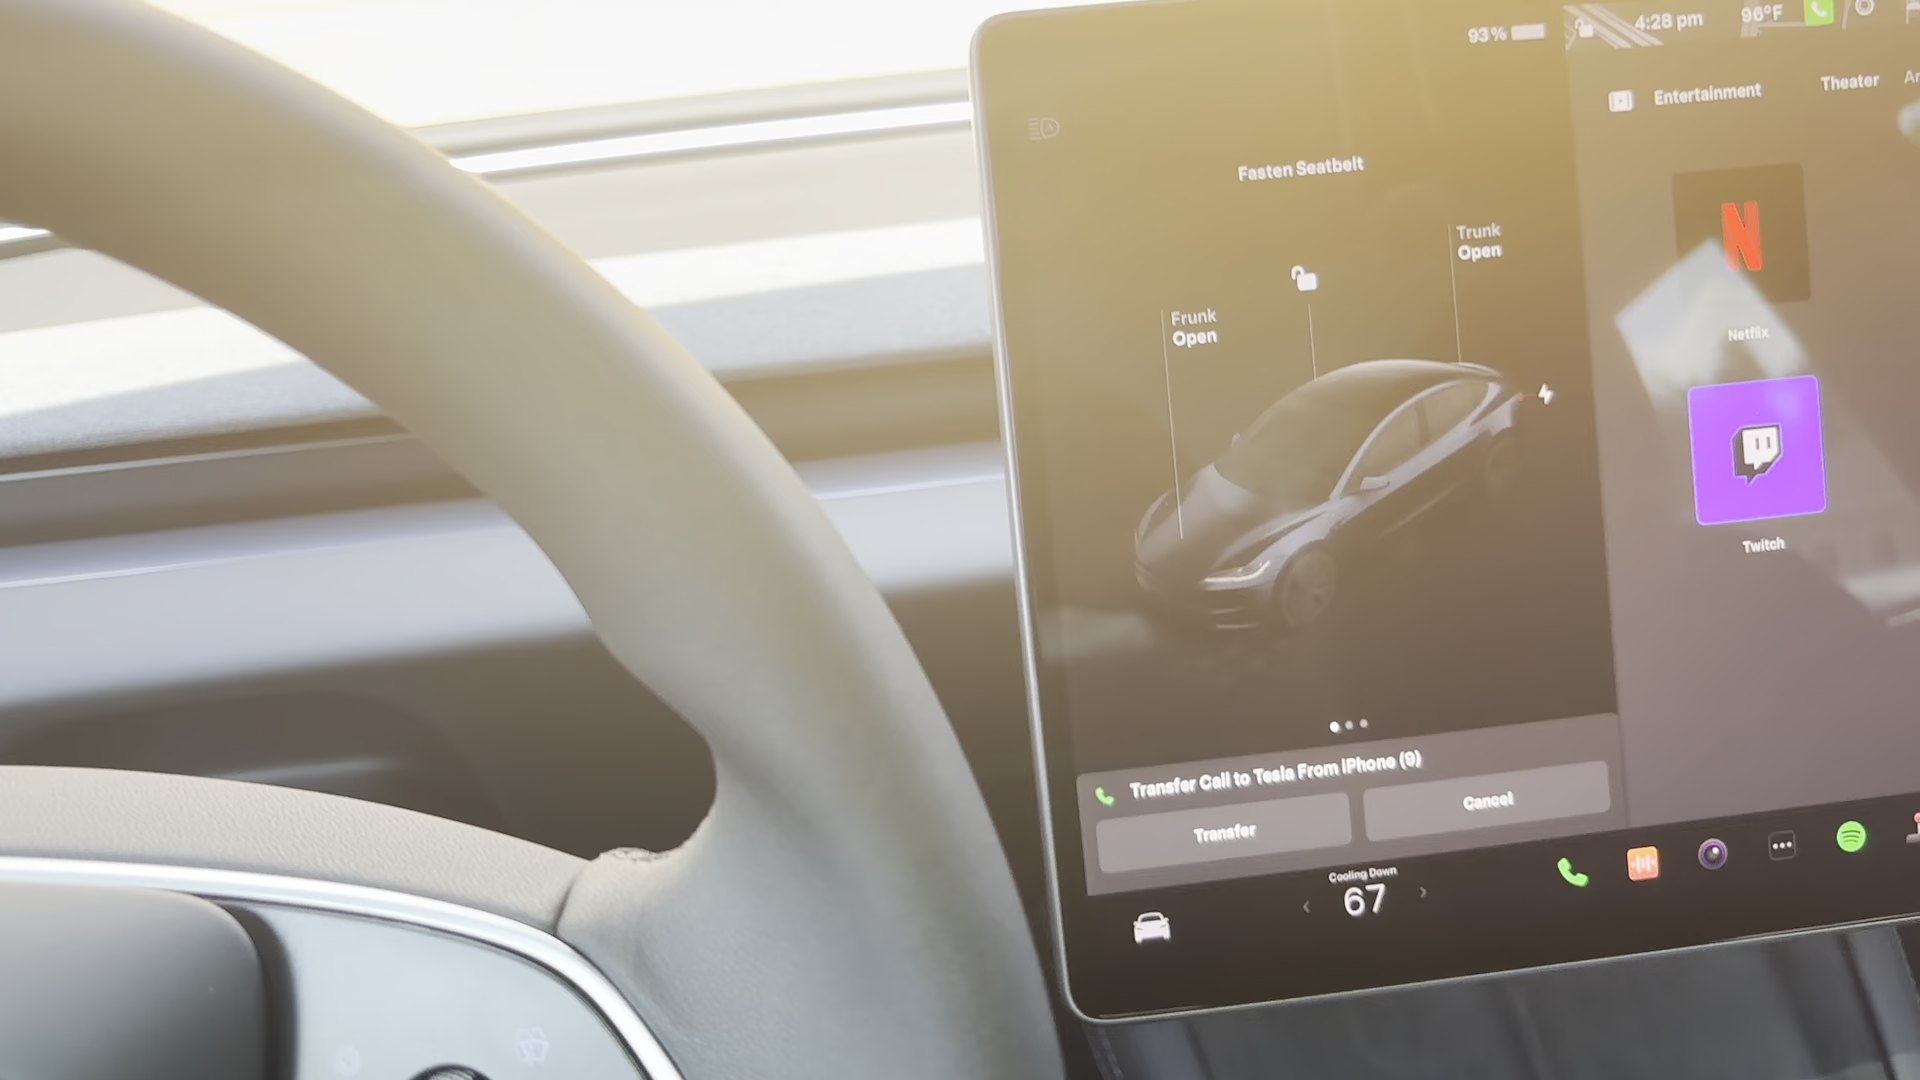 93%
4:28 pm
96°F
Entertainment
Theater
Fasten Seatbelt
Trunk
Open
Frunk
Open
N
Netflix
Twitch
Transfer Call to Tesla From iPhone (9)
Transfer
Cancel
Cooling Down
67